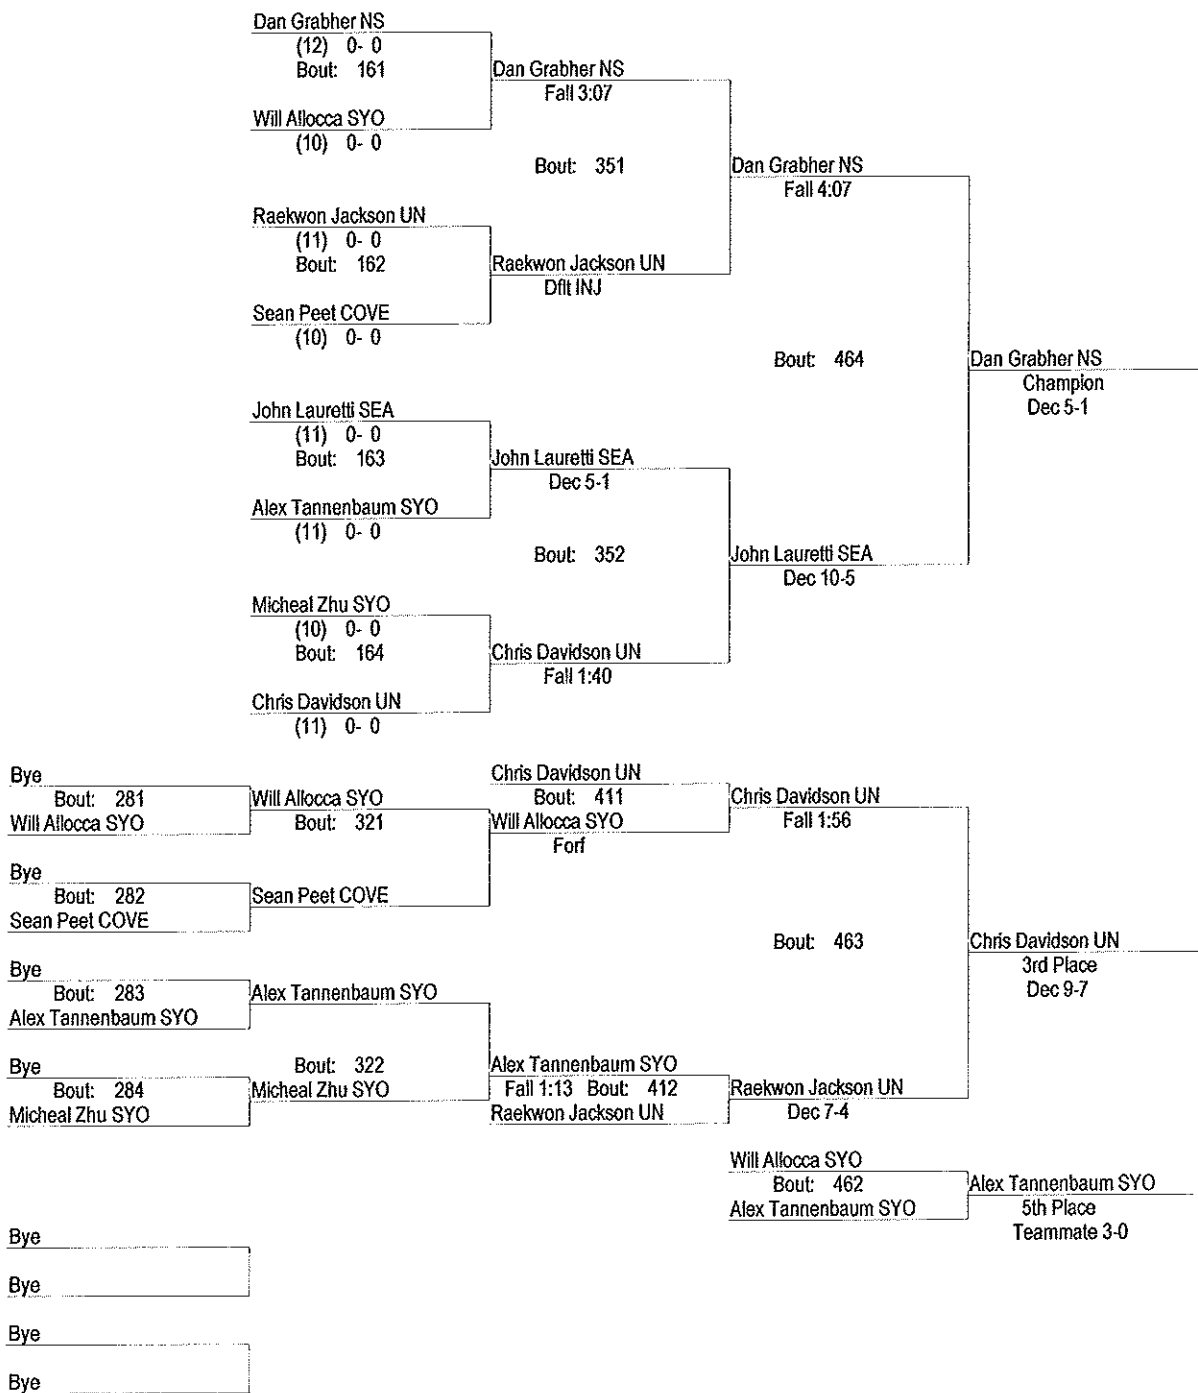 Dan Grabher NS
(12) 0- 0
Bout: 161
Dan Grabher NS
Fall 3:07
Will Allocca SYO
(10) 0- 0
Bout: 351
Dan Grabher NS
Fall 4:07
Raekwon Jackson UN
(11) 0- 0
Bout: 162
Raekwon Jackson UN
Dflt INJ
Sean Peet COVE
(10) 0- 0
Bout: 464
Dan Grabher NS
Champion
Dec 5-1
John Lauretti SEA
(11) 0- 0
Bout: 163
John Lauretti SEA
Dec 5-1
Alex Tannenbaum SYO
(11) 0- 0
Bout: 352
John Lauretti SEA
Dec 10-5
Micheal Zhu SYO
(10) 0- 0
Bout: 164
Chris Davidson UN
Fall 1:40
Chris Davidson UN
(11) 0- 0
Bye
Bout: 281
Will Allocca SYO
Will Allocca SYO
Bout: 321
Chris Davidson UN
Bout: 411
Will Allocca SYO
Forf
Chris Davidson UN
Fall 1:56
Bye
Bout: 282
Sean Peet COVE
Sean Peet COVE
Bout: 463
Chris Davidson UN
3rd Place
Dec 9-7
Bye
Bout: 283
Alex Tannenbaum SYO
Alex Tannenbaum SYO
Bye
Bout: 284
Micheal Zhu SYO
Bout: 322
Micheal Zhu SYO
Alex Tannenbaum SYO
Fall 1:13 Bout: 412
Raekwon Jackson UN
Raekwon Jackson UN
Dec 7-4
Will Allocca SYO
Bout: 462
Alex Tannenbaum SYO
Alex Tannenbaum SYO
5th Place
Teammate 3-0
Bye
Bye
Bye
Bye